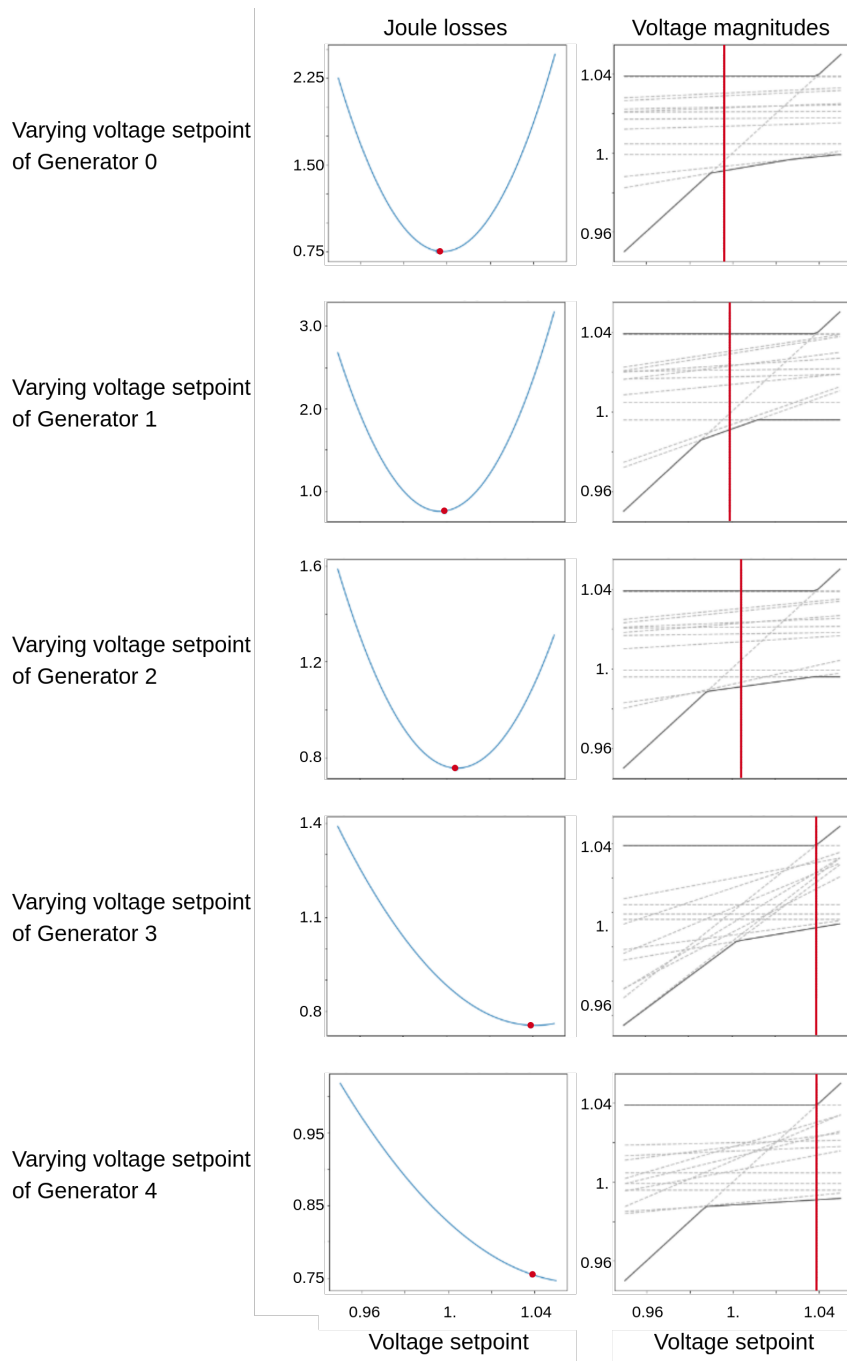 Joule losses
Voltage magnitudes
Varying voltage setpoint
of Generator 0
2.25
1.50
0.75
1.04
1.
0.96
Varying voltage setpoint
of Generator 1
3.0
2.0
1.0
1.04
1.
0.96
Varying voltage setpoint
of Generator 2
1.6
1.2
0.8
1.04
1.
0.96
Varying voltage setpoint
of Generator 3
1.4
1.1
0.8
1.04
1.
0.96
Varying voltage setpoint
of Generator 4
0.95
0.85
0.75
1.04
1.
0.96
0.96 1. 1.04
0.96 1. 1.04
Voltage setpoint
Voltage setpoint